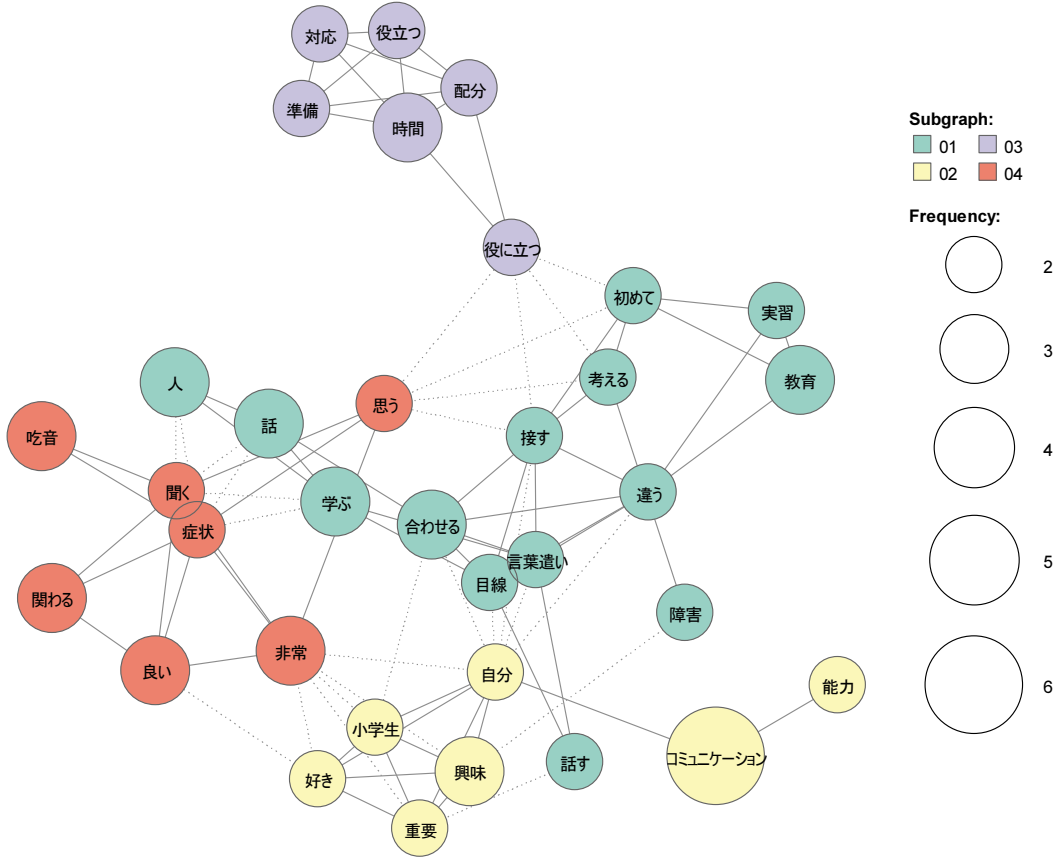 対応
役立つ
準備
時間
配分
役に立つ
初めて
実習
考える
教育
人
話
思う
吃音
接す
聞く
学ぶ
違う
症状
合わせる
言葉遣い
目線
関わる
障害
良い
非常
自分
能力
小学生
コミュニケーション
好き
興味
話す
重要
Subgraph:
01
03
02
04
Frequency:
2
3
4
5
6